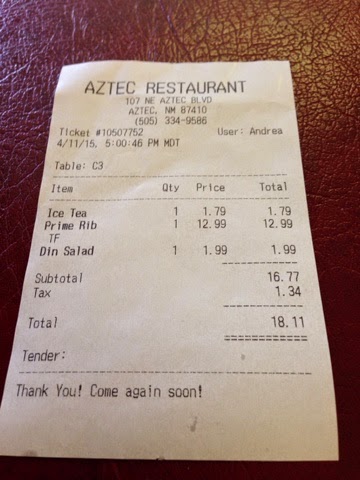 AZTEC RESTAURANT
107 NE AZTEC BLVD
AZTEC, NM 87410
(505) 334-9586
Ticket #10507752 User: Andrea
4/11/15, 5:00:46 PM MDT
Table: C3
Item Qty Price Total
Ice Tea 1 1.79 1.79
Prime Rib 1 12.99 12.99
TF
Din Salad 1 1.99 1.99
Subtotal 16.77
Tax 1.34
Total 18.11
Tender:
Thank You! Come again soon!